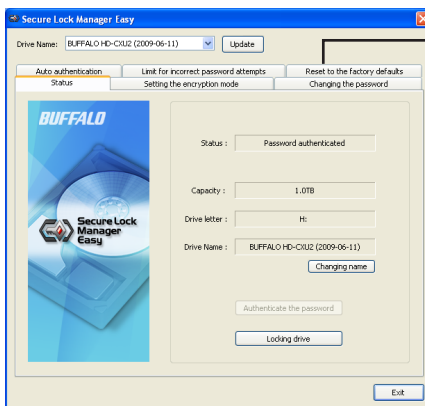 Secure Lock Manager Easy
Drive Name: BUFFALO HD-CXU2 (2009-06-11) Update
Auto authentication Limit for incorrect password attempts Reset to the factory defaults
Status Setting the encryption mode Changing the password
BUFFALO
Secure Lock
Manager
Easy
Status : Password authenticated
Capacity : 1.0TB
Drive letter : H:
Drive Name : BUFFALO HD-CXU2 (2009-06-11)
Changing name
Authenticate the password
Locking drive
Exit